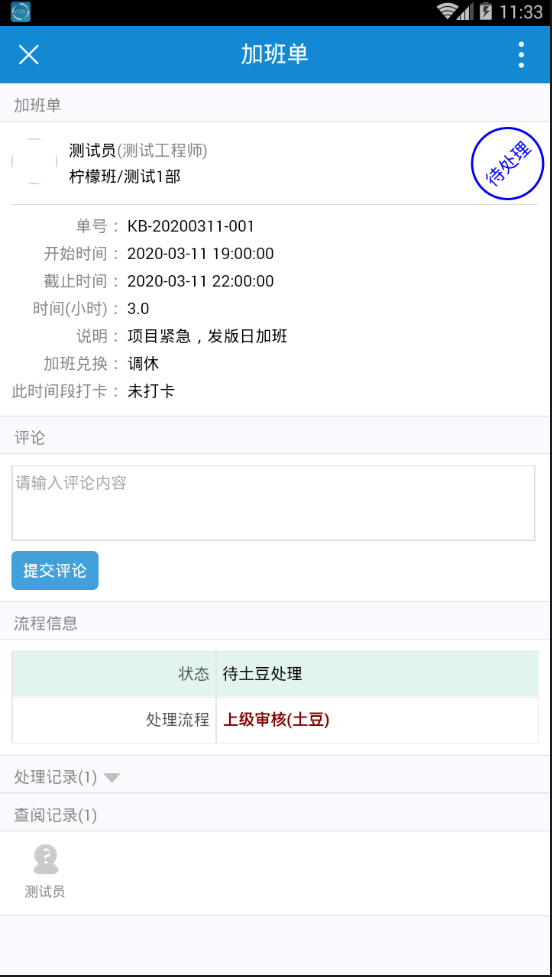 11:33
加班单
加班单
测试员(测试工程师)
柠檬班/测试1部
待处理
单号： KB-20200311-001
开始时间： 2020-03-11 19:00:00
截止时间： 2020-03-11 22:00:00
时间(小时)： 3.0
说明： 项目紧急，发版日加班
加班兑换： 调休
此时间段打卡： 未打卡
评论
请输入评论内容
提交评论
流程信息
状态 待土豆处理
处理流程 上级审核(土豆)
处理记录(1)
查阅记录(1)
测试员